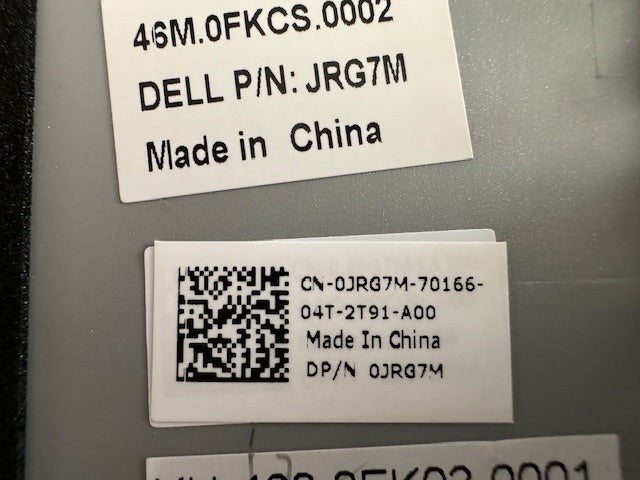 46M.0FKCS.0002
DELL P/N: JRG7M
Made in China
CN-0JRG7M-70166-
04T-2T91-A00
Made In China
DP/N 0JRG7M